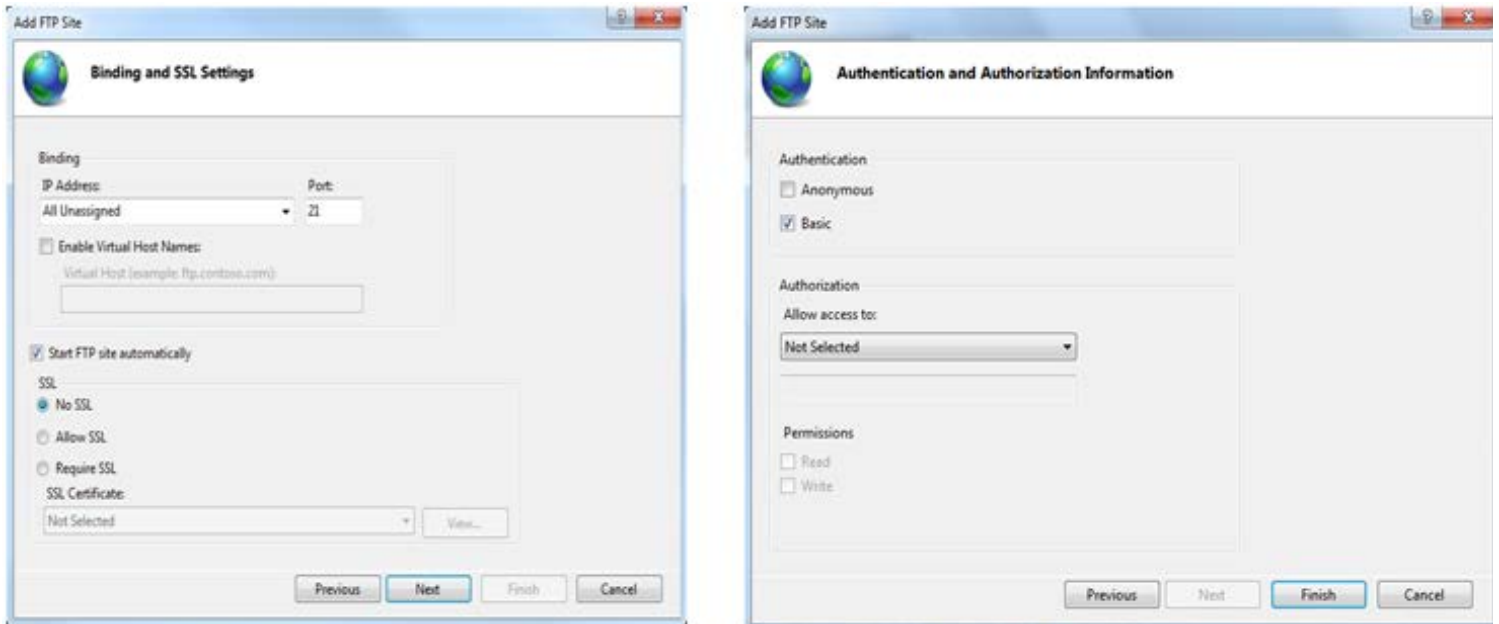 Add FTP Site
Binding and SSL Settings
Binding
IP Address:
Port:
All Unassigned
21
Enable Virtual Host Names:
Virtual Host (example: ftp.contoso.com):
Start FTP site automatically
SSL
No SSL
Allow SSL
Require SSL
SSL Certificate:
Not Selected
View...
Previous
Next
Finish
Cancel
Add FTP Site
Authentication and Authorization Information
Authentication
Anonymous
Basic
Authorization
Allow access to:
Not Selected
Permissions
Read
Write
Previous
Next
Finish
Cancel